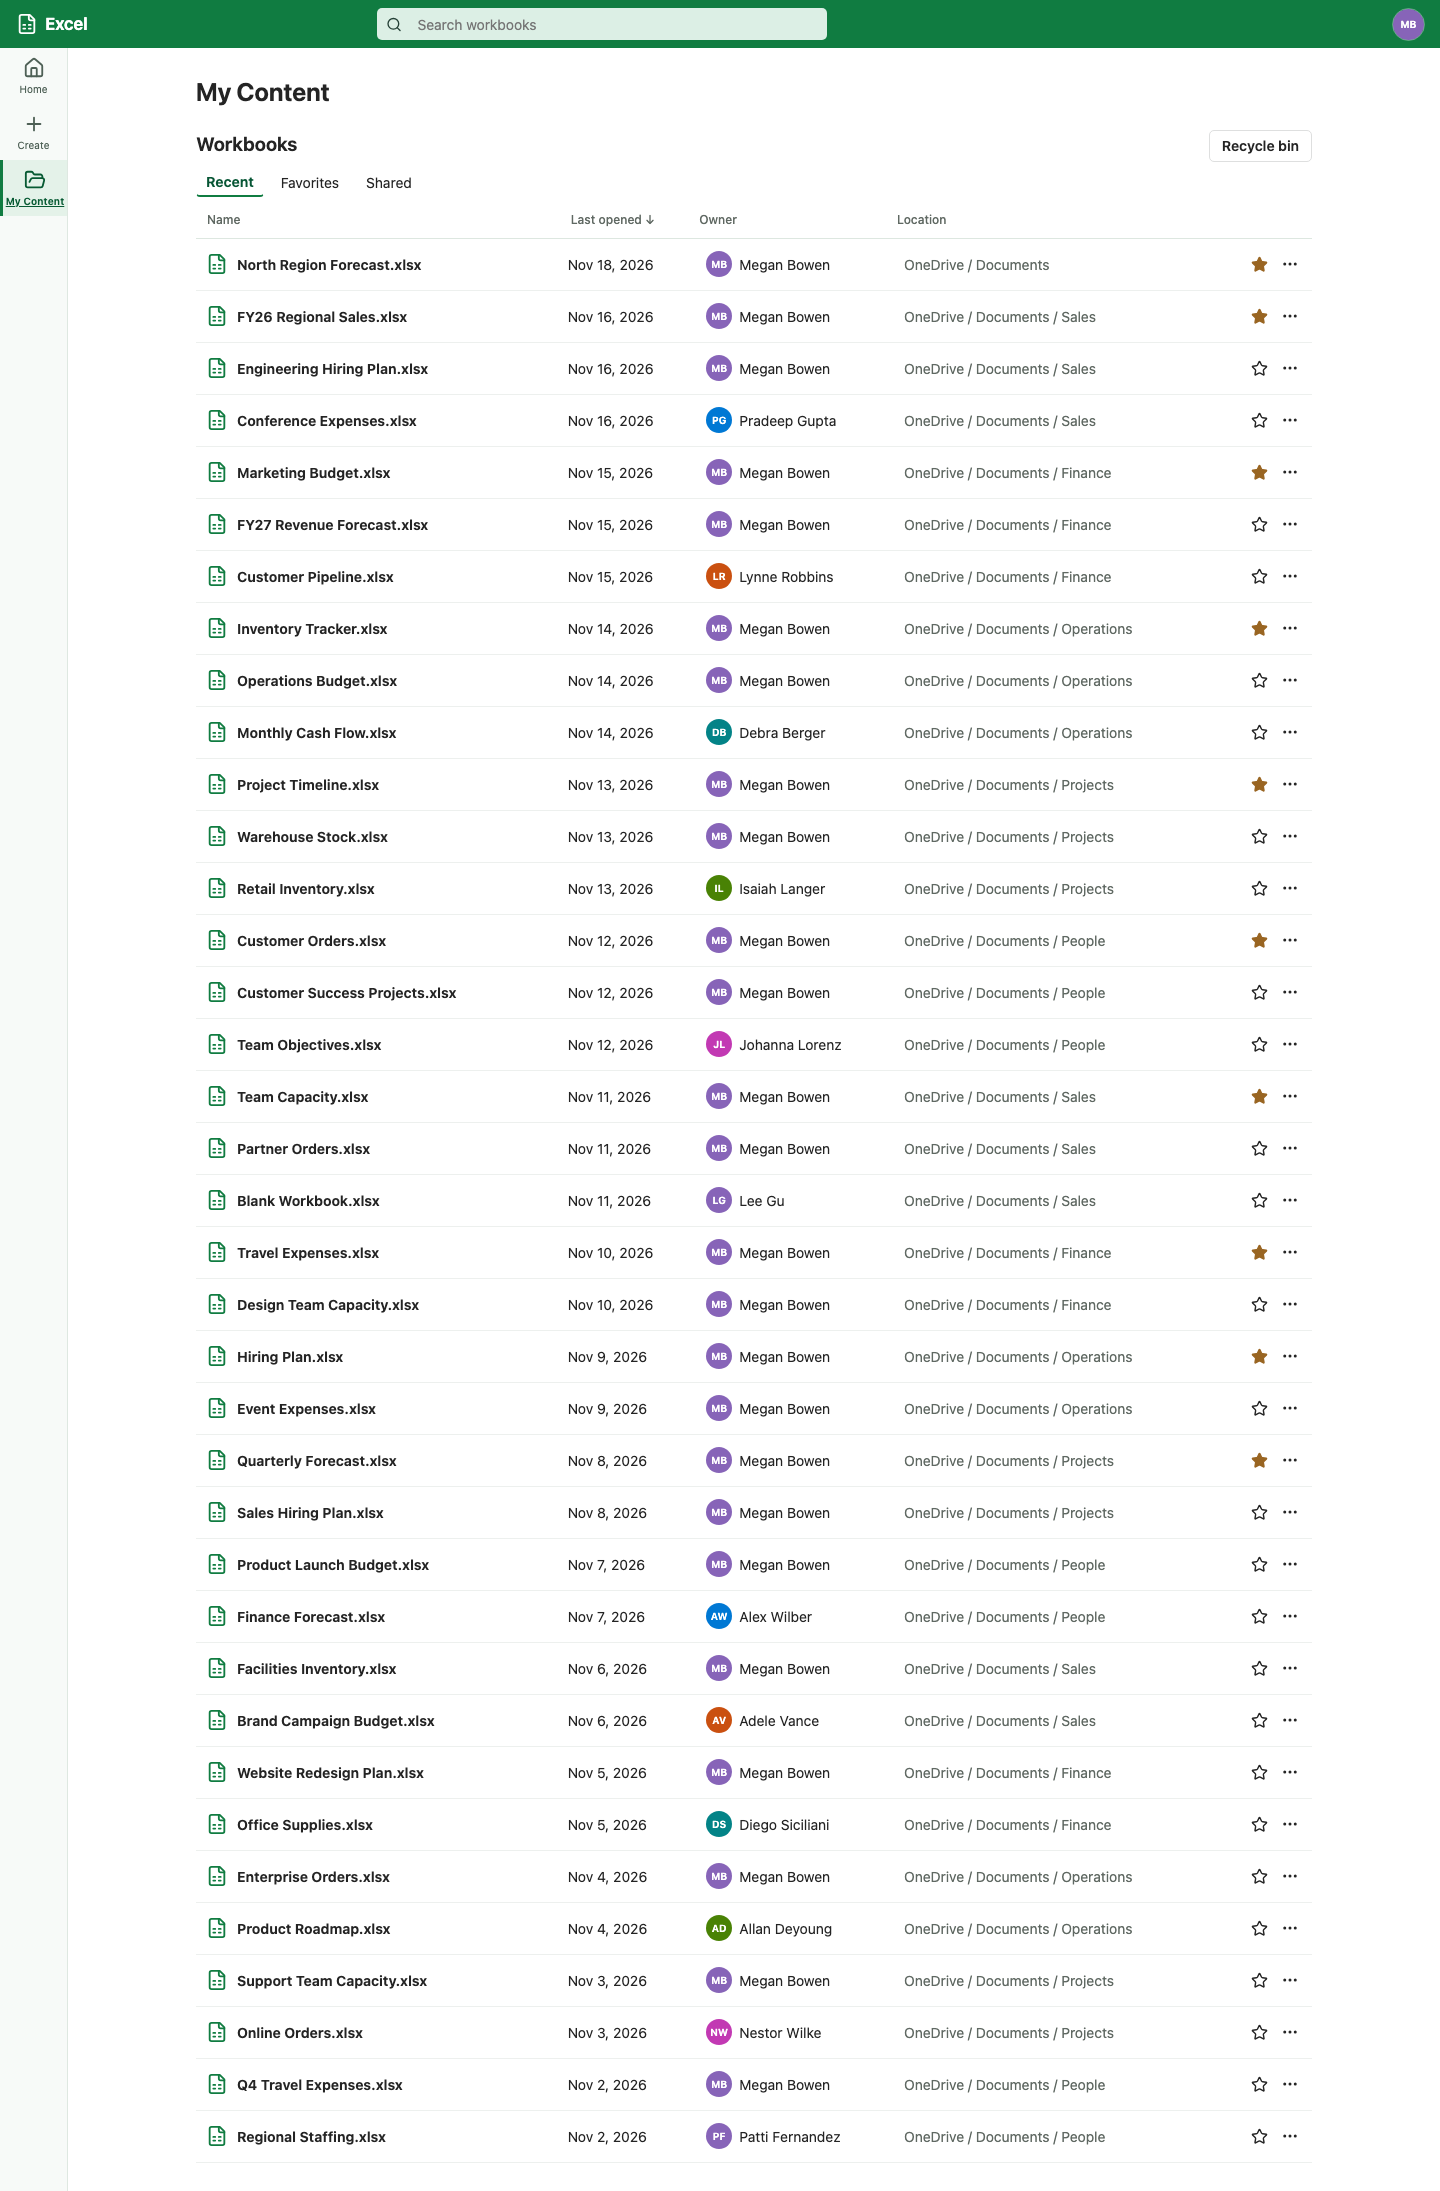 Excel
Search workbooks
MB
Home
Create
My Content
My Content
Workbooks
Recycle bin
Recent Favorites Shared
Name Last opened ↓ Owner Location
North Region Forecast.xlsx Nov 18, 2026 MB Megan Bowen OneDrive / Documents
FY26 Regional Sales.xlsx Nov 16, 2026 MB Megan Bowen OneDrive / Documents / Sales
Engineering Hiring Plan.xlsx Nov 16, 2026 MB Megan Bowen OneDrive / Documents / Sales
Conference Expenses.xlsx Nov 16, 2026 PG Pradeep Gupta OneDrive / Documents / Sales
Marketing Budget.xlsx Nov 15, 2026 MB Megan Bowen OneDrive / Documents / Finance
FY27 Revenue Forecast.xlsx Nov 15, 2026 MB Megan Bowen OneDrive / Documents / Finance
Customer Pipeline.xlsx Nov 15, 2026 LR Lynne Robbins OneDrive / Documents / Finance
Inventory Tracker.xlsx Nov 14, 2026 MB Megan Bowen OneDrive / Documents / Operations
Operations Budget.xlsx Nov 14, 2026 MB Megan Bowen OneDrive / Documents / Operations
Monthly Cash Flow.xlsx Nov 14, 2026 DB Debra Berger OneDrive / Documents / Operations
Project Timeline.xlsx Nov 13, 2026 MB Megan Bowen OneDrive / Documents / Projects
Warehouse Stock.xlsx Nov 13, 2026 MB Megan Bowen OneDrive / Documents / Projects
Retail Inventory.xlsx Nov 13, 2026 IL Isaiah Langer OneDrive / Documents / Projects
Customer Orders.xlsx Nov 12, 2026 MB Megan Bowen OneDrive / Documents / People
Customer Success Projects.xlsx Nov 12, 2026 MB Megan Bowen OneDrive / Documents / People
Team Objectives.xlsx Nov 12, 2026 JL Johanna Lorenz OneDrive / Documents / People
Team Capacity.xlsx Nov 11, 2026 MB Megan Bowen OneDrive / Documents / Sales
Partner Orders.xlsx Nov 11, 2026 MB Megan Bowen OneDrive / Documents / Sales
Blank Workbook.xlsx Nov 11, 2026 LG Lee Gu OneDrive / Documents / Sales
Travel Expenses.xlsx Nov 10, 2026 MB Megan Bowen OneDrive / Documents / Finance
Design Team Capacity.xlsx Nov 10, 2026 MB Megan Bowen OneDrive / Documents / Finance
Hiring Plan.xlsx Nov 9, 2026 MB Megan Bowen OneDrive / Documents / Operations
Event Expenses.xlsx Nov 9, 2026 MB Megan Bowen OneDrive / Documents / Operations
Quarterly Forecast.xlsx Nov 8, 2026 MB Megan Bowen OneDrive / Documents / Projects
Sales Hiring Plan.xlsx Nov 8, 2026 MB Megan Bowen OneDrive / Documents / Projects
Product Launch Budget.xlsx Nov 7, 2026 MB Megan Bowen OneDrive / Documents / People
Finance Forecast.xlsx Nov 7, 2026 AW Alex Wilber OneDrive / Documents / People
Facilities Inventory.xlsx Nov 6, 2026 MB Megan Bowen OneDrive / Documents / Sales
Brand Campaign Budget.xlsx Nov 6, 2026 AV Adele Vance OneDrive / Documents / Sales
Website Redesign Plan.xlsx Nov 5, 2026 MB Megan Bowen OneDrive / Documents / Finance
Office Supplies.xlsx Nov 5, 2026 DS Diego Siciliani OneDrive / Documents / Finance
Enterprise Orders.xlsx Nov 4, 2026 MB Megan Bowen OneDrive / Documents / Operations
Product Roadmap.xlsx Nov 4, 2026 AD Allan Deyoung OneDrive / Documents / Operations
Support Team Capacity.xlsx Nov 3, 2026 MB Megan Bowen OneDrive / Documents / Projects
Online Orders.xlsx Nov 3, 2026 NW Nestor Wilke OneDrive / Documents / Projects
Q4 Travel Expenses.xlsx Nov 2, 2026 MB Megan Bowen OneDrive / Documents / People
Regional Staffing.xlsx Nov 2, 2026 PF Patti Fernandez OneDrive / Documents / People